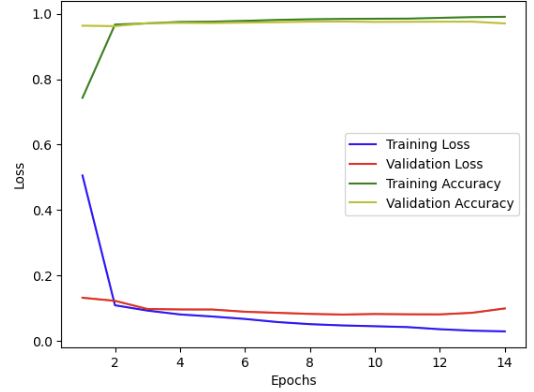 1.0
0.8
0.6
0.4
0.2
0.0
Loss
Training Loss
Validation Loss
Training Accuracy
Validation Accuracy
2 4 6 8 10 12 14
Epochs